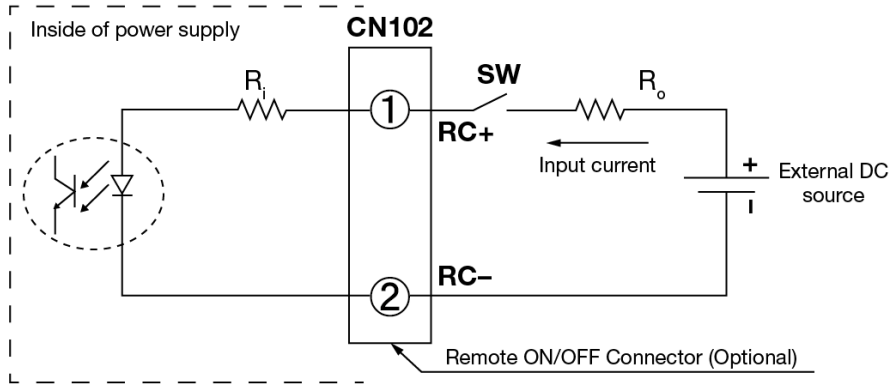 Inside of power supply
CN102
Ri
1
SW
Ro
RC+
Input current
+
External DC
source
−
2
RC−
Remote ON/OFF Connector (Optional)